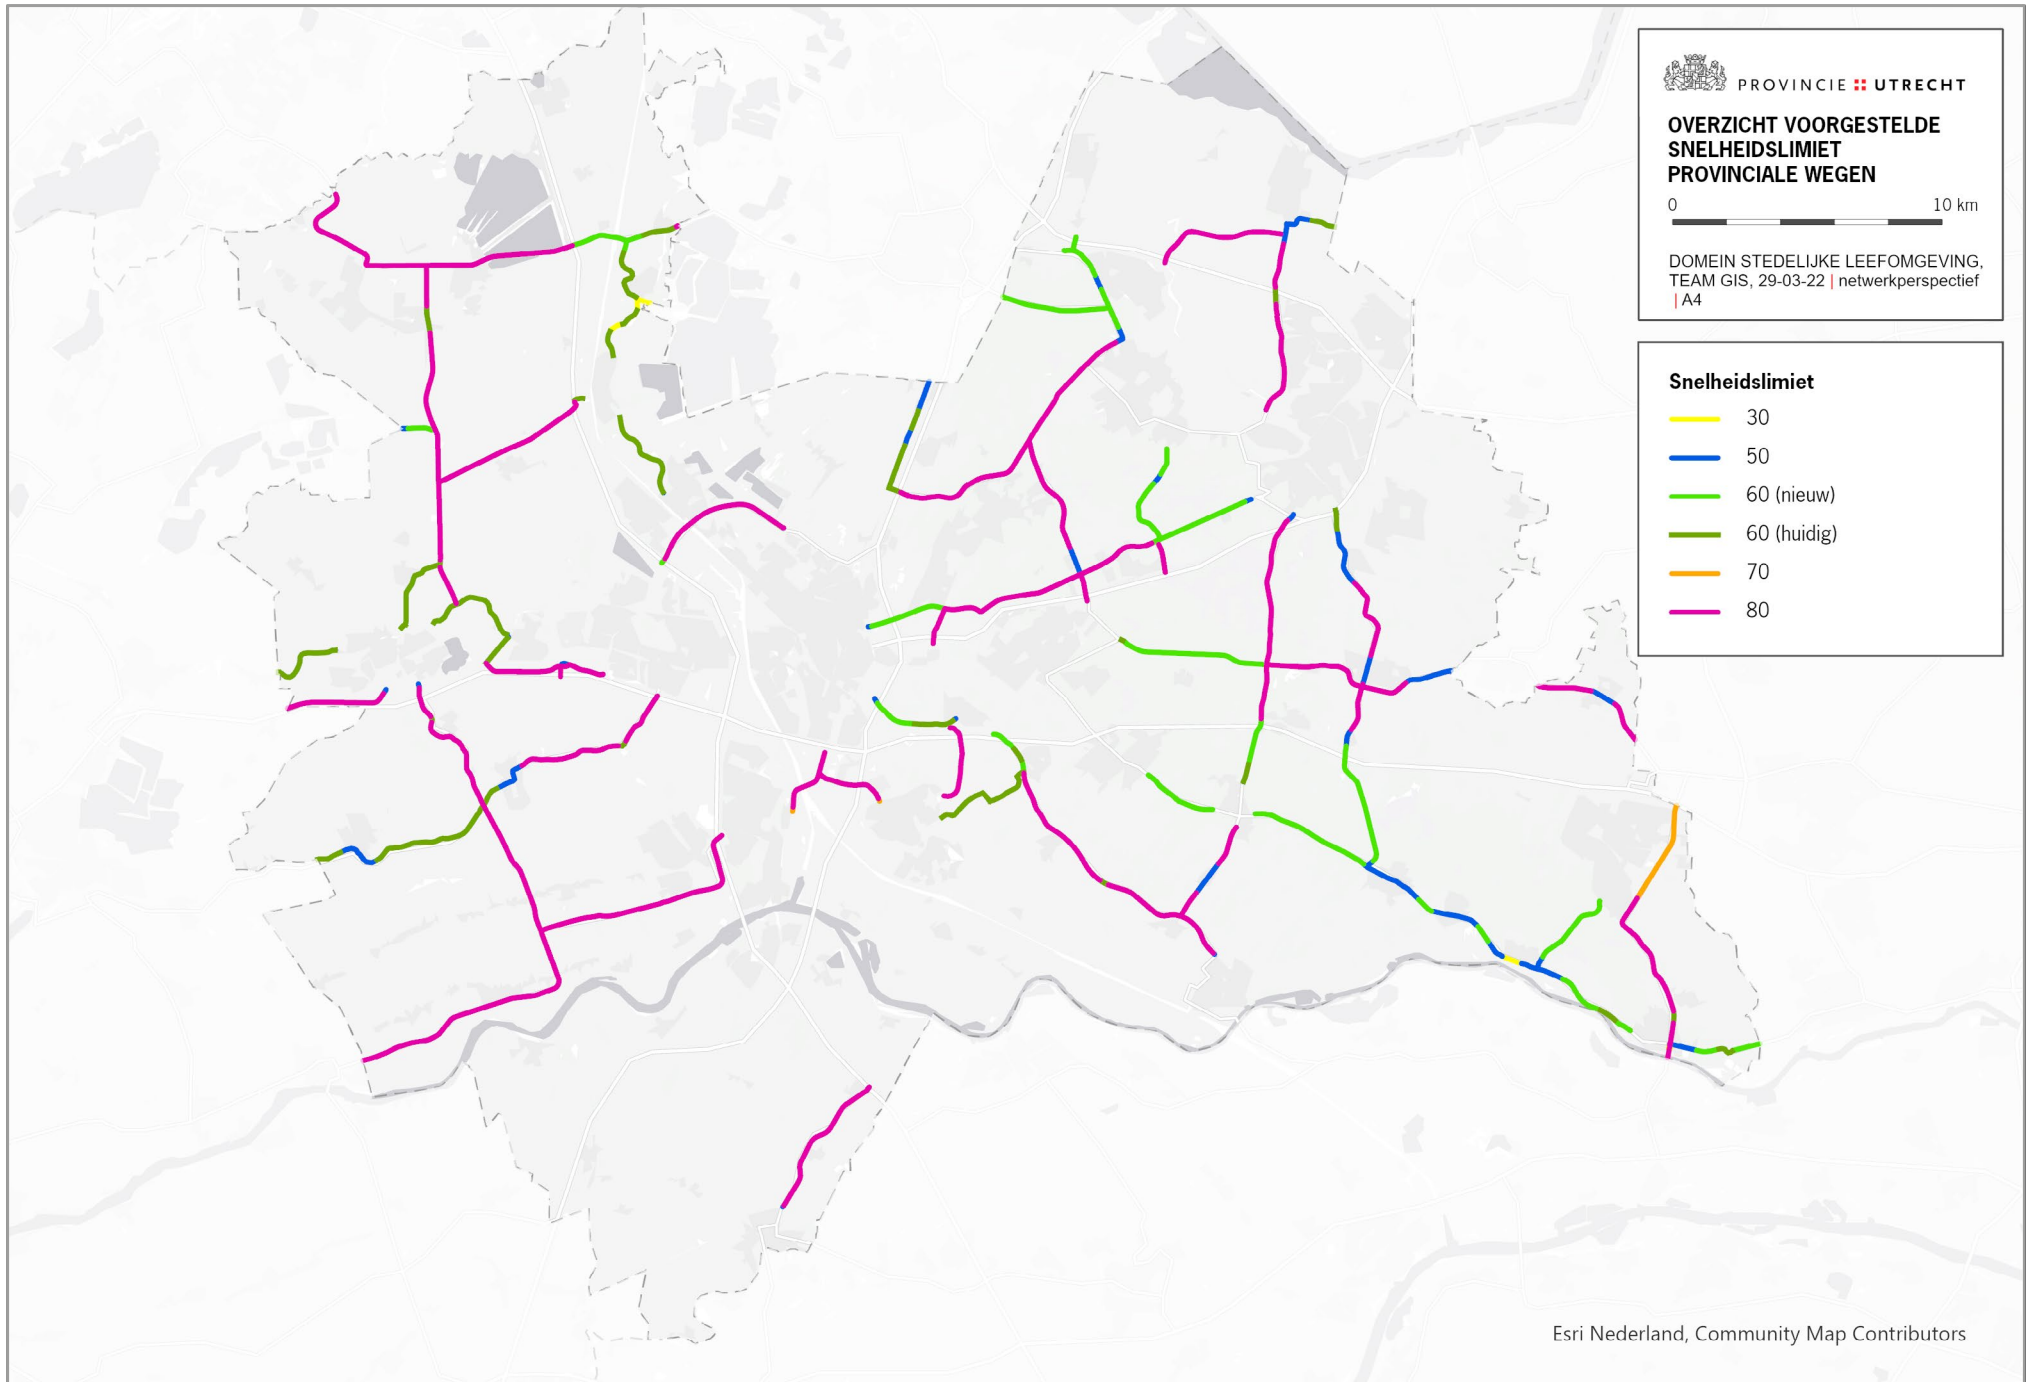 PROVINCIE UTRECHT
OVERZICHT VOORGESTELDE
SNELHEIDSLIMIET
PROVINCIALE WEGEN
0 10 km
DOMEIN STEDELIJKE LEEFOMGEVING,
TEAM GIS, 29-03-22 | netwerkperspectief
| A4
Snelheidslimiet
30
50
60 (nieuw)
60 (huidig)
70
80
Esri Nederland, Community Map Contributors